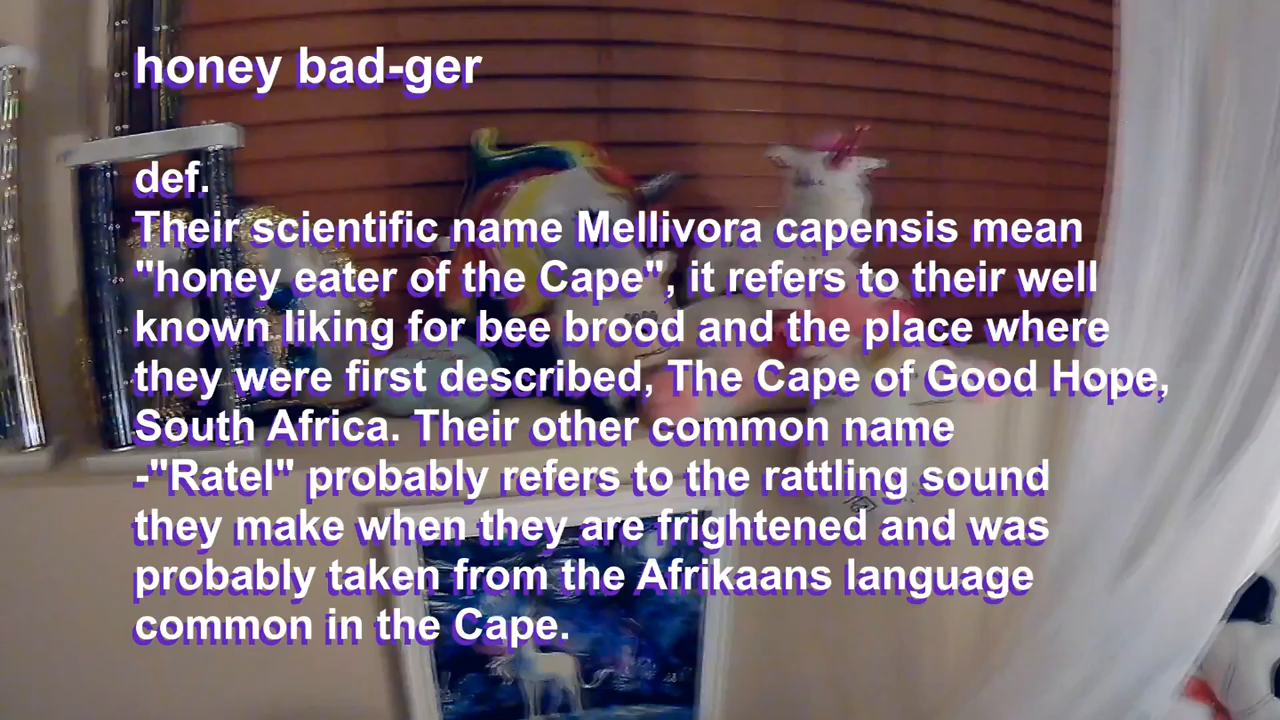 honey bad-ger
def.
Their scientific name Mellivora capensis mean
"honey eater of the Cape", it refers to their well
known liking for bee brood and the place where
they were first described, The Cape of Good Hope,
South Africa. Their other common name
-"Ratel" probably refers to the rattling sound
they make when they are frightened and was
probably taken from the Afrikaans language
common in the Cape.